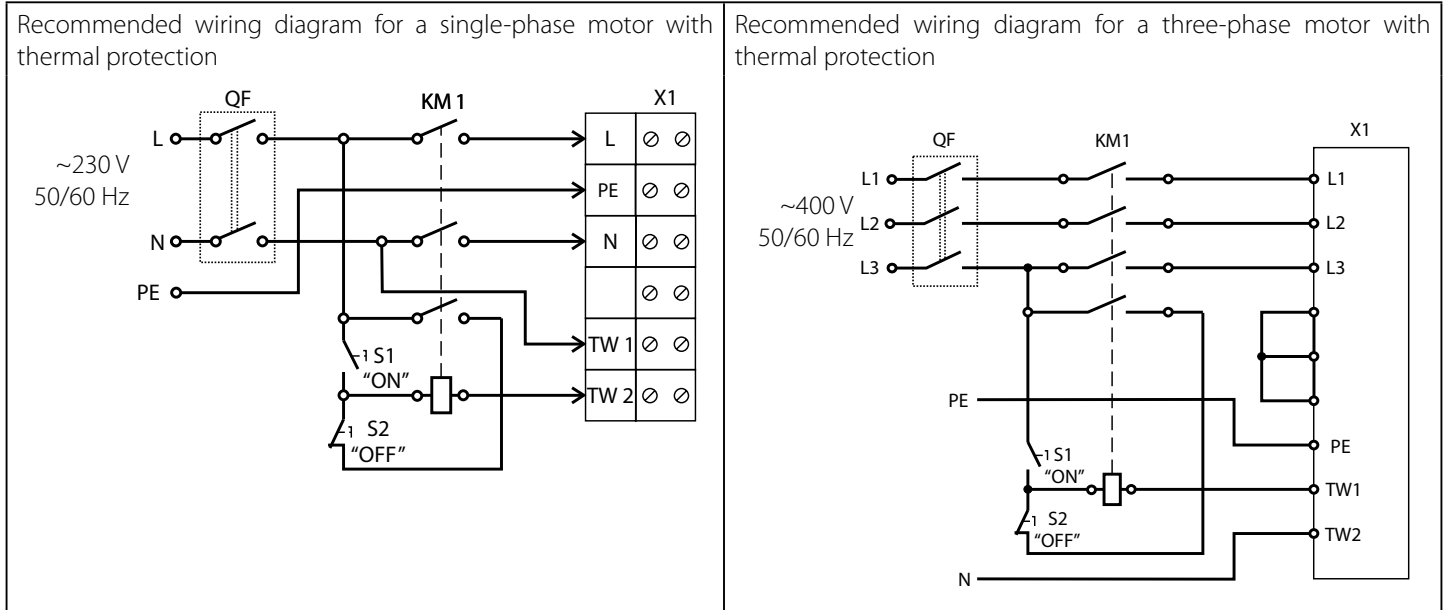 Recommended wiring diagram for a single-phase motor with
thermal protection
QF
KM 1
X1
L
L
~230 V
50/60 Hz
PE
N
N
PE
S1
"ON"
TW 1
TW 2
S2
"OFF"
Recommended wiring diagram for a three-phase motor with
thermal protection
X1
QF
KM1
L1
L1
~400 V
L2
L2
50/60 Hz
L3
L3
PE
PE
S1
"ON"
TW1
S2
"OFF"
TW2
N